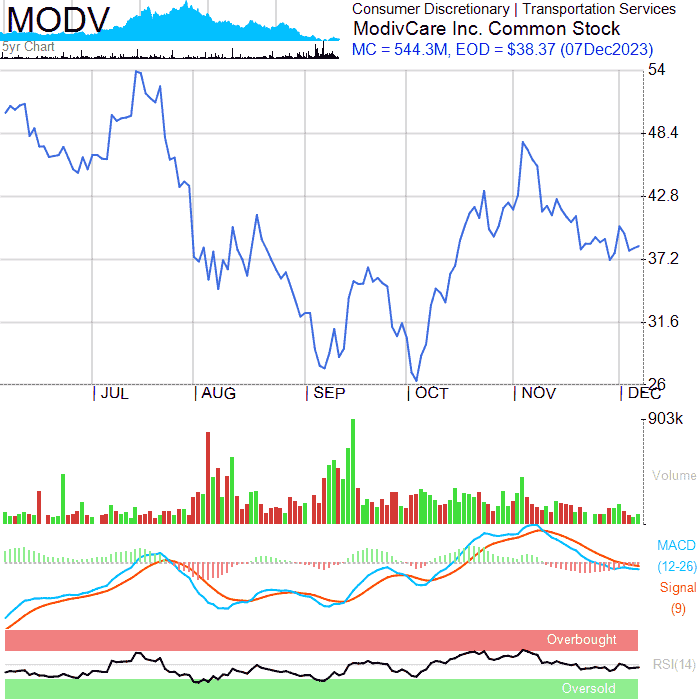 MODV
5yr Chart
Consumer Discretionary | Transportation Services
ModivCare Inc. Common Stock
MC = 544.3M, EOD = $38.37 (07Dec2023)
54
48.4
42.8
37.2
31.6
26
JUL AUG SEP OCT NOV DEC
903k
Volume
MACD
(12-26)
Signal
(9)
Overbought
RSI(14)
Oversold